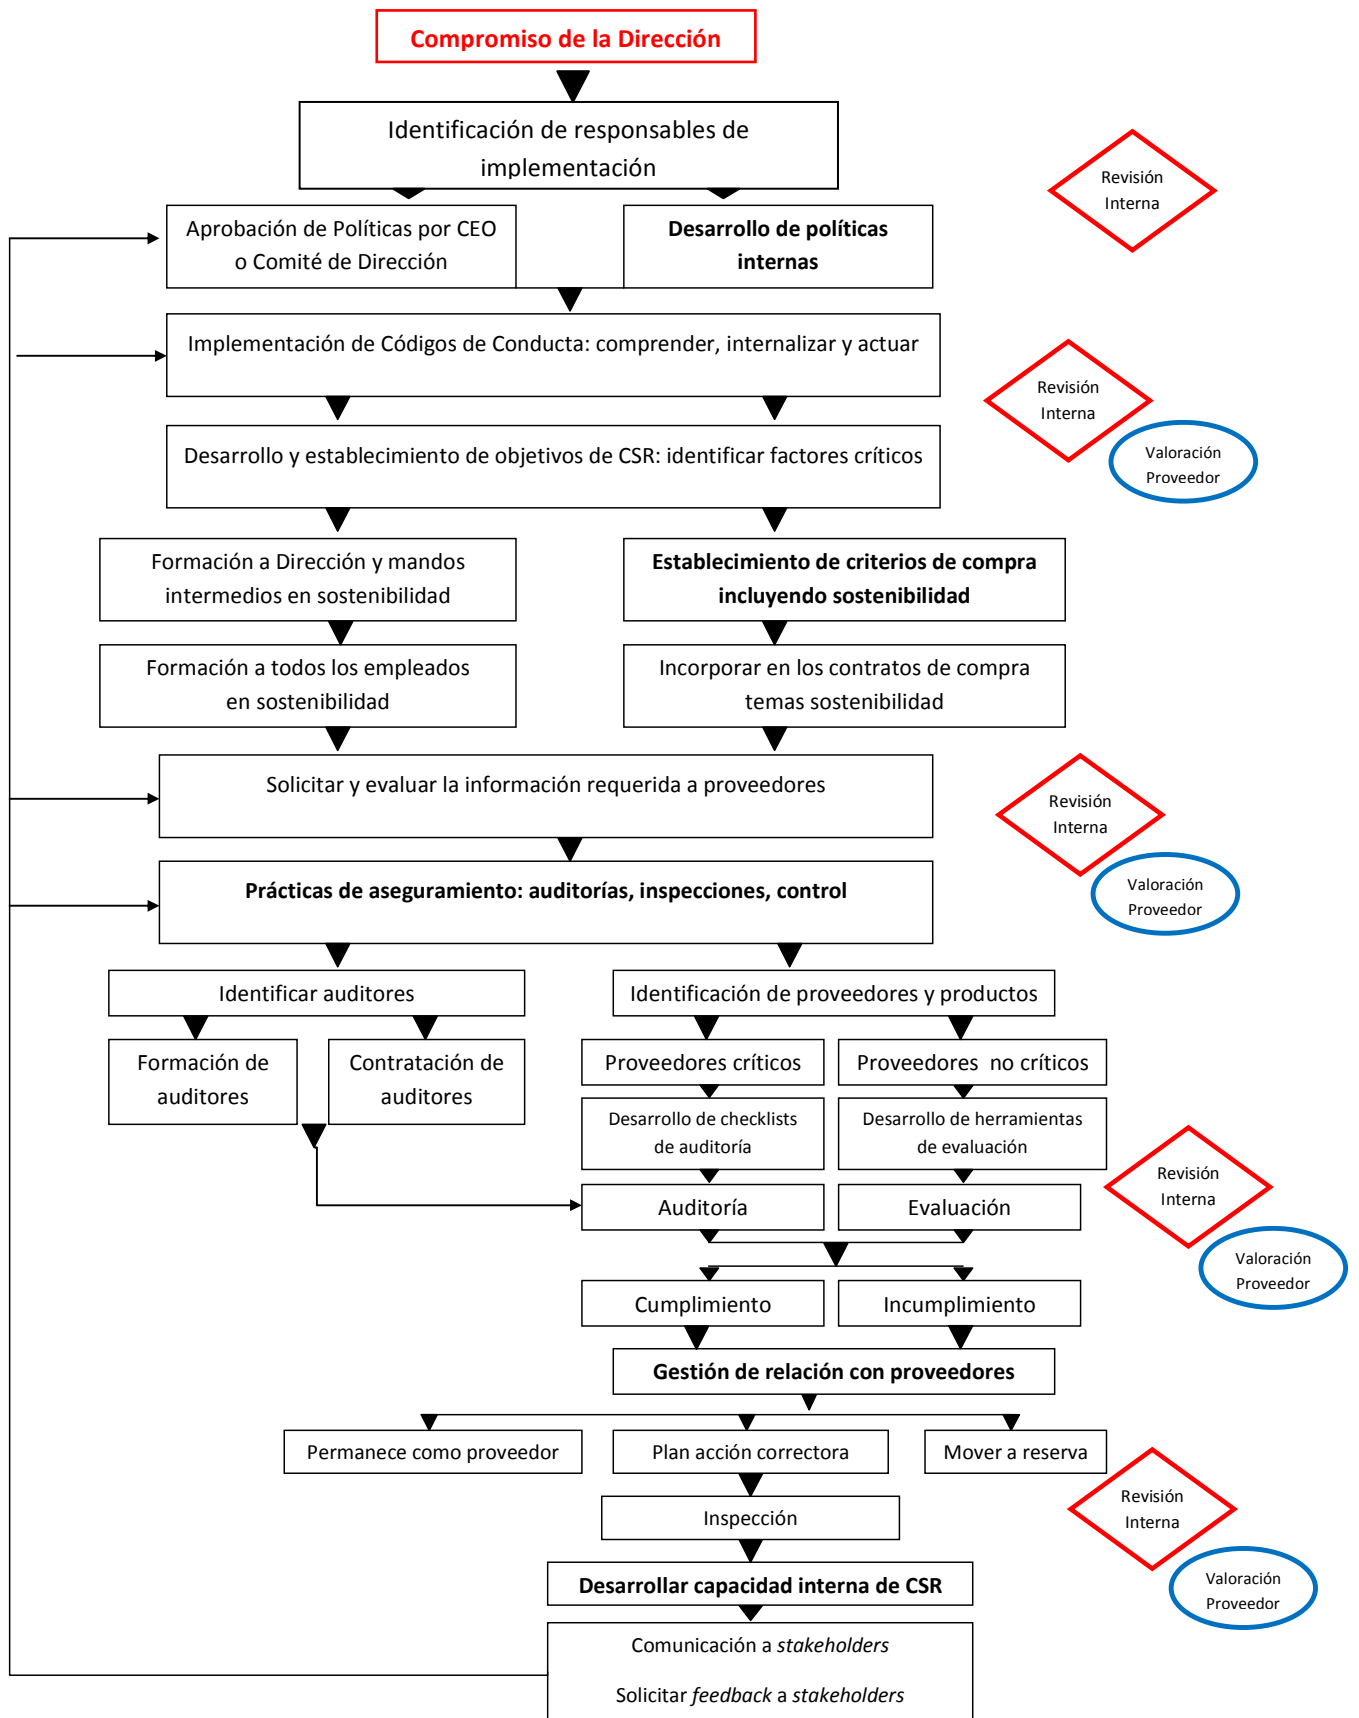 Compromiso de la Dirección
Identificación de responsables de
implementación
Revisión
Interna
Aprobación de Políticas por CEO
o Comité de Dirección
Desarrollo de políticas
internas
Implementación de Códigos de Conducta: comprender, internalizar y actuar
Revisión
Interna
Valoración
Proveedor
Desarrollo y establecimiento de objetivos de CSR: identificar factores críticos
Formación a Dirección y mandos
intermedios en sostenibilidad
Establecimiento de criterios de compra
incluyendo sostenibilidad
Formación a todos los empleados
en sostenibilidad
Incorporar en los contratos de compra
temas sostenibilidad
Solicitar y evaluar la información requerida a proveedores
Revisión
Interna
Valoración
Proveedor
Prácticas de aseguramiento: auditorías, inspecciones, control
Identificar auditores
Identificación de proveedores y productos
Formación de
auditores
Contratación de
auditores
Proveedores críticos
Proveedores  no críticos
Desarrollo de checklists
de auditoría
Desarrollo de herramientas
de evaluación
Revisión
Interna
Auditoría
Evaluación
Valoración
Proveedor
Cumplimiento
Incumplimiento
Gestión de relación con proveedores
Permanece como proveedor
Plan acción correctora
Mover a reserva
Revisión
Interna
Inspección
Valoración
Proveedor
Desarrollar capacidad interna de CSR
Comunicación a stakeholders
Solicitar feedback a stakeholders